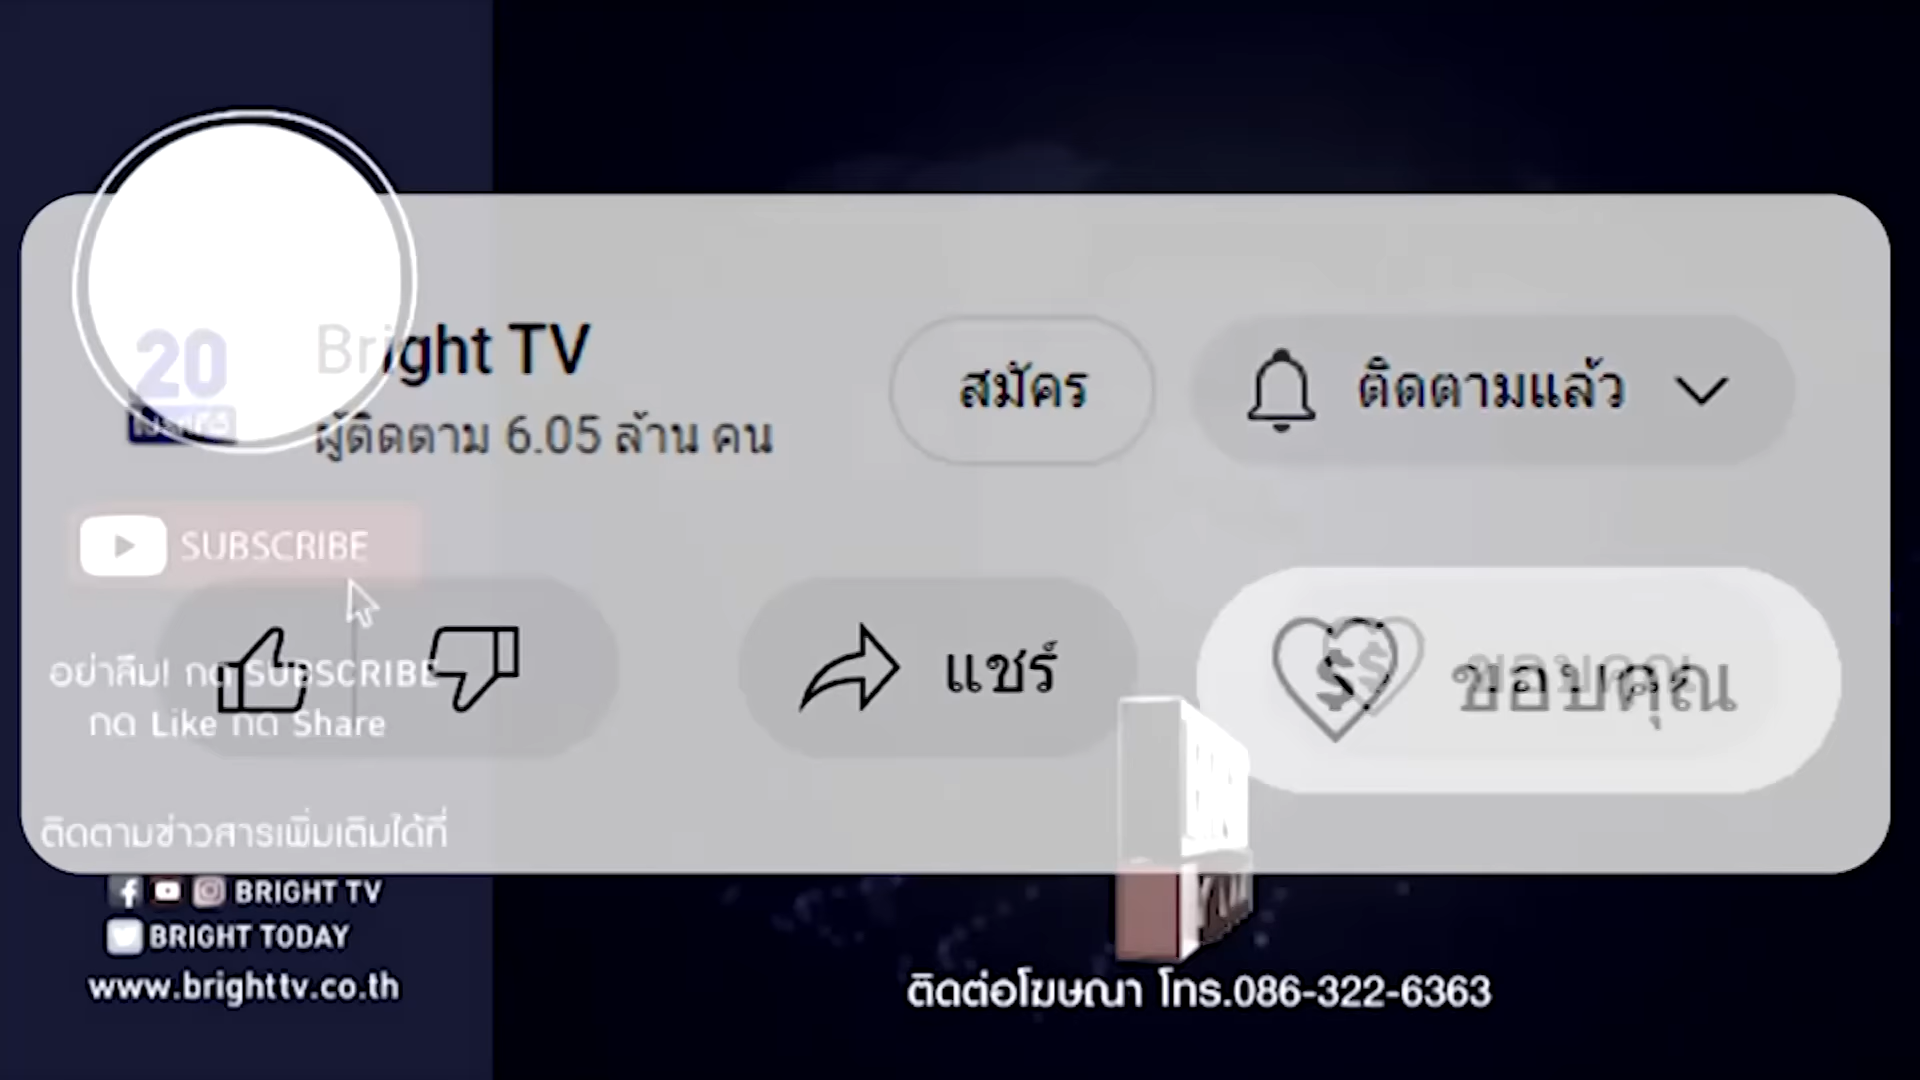 20
Bright TV
ผู้ติดตาม 6.05 ล้าน คน
สมัคร
ติดตามแล้ว
SUBSCRIBE
แชร์
ขอบคุณ
อย่าลืม! กด SUBSCRIBE
กด Like กด Share
ติดตามข่าวสารเพิ่มเติมได้ที่
BRIGHT TV
BRIGHT TODAY
www.brighttv.co.th
ติดต่อโฆษณา โทร.086-322-6363